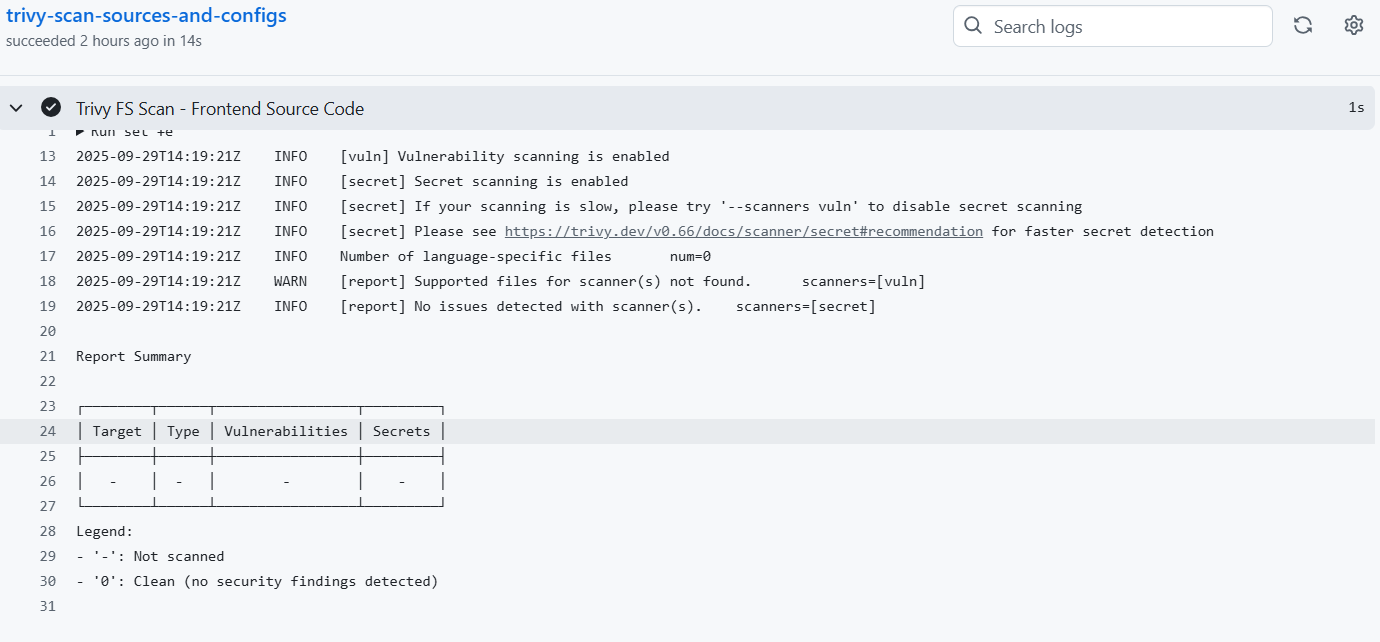 trivy-scan-sources-and-configs
succeeded 2 hours ago in 14s
Search logs
Trivy FS Scan - Frontend Source Code 1s
1 Run set +e
13 2025-09-29T14:19:21Z INFO [vuln] Vulnerability scanning is enabled
14 2025-09-29T14:19:21Z INFO [secret] Secret scanning is enabled
15 2025-09-29T14:19:21Z INFO [secret] If your scanning is slow, please try '--scanners vuln' to disable secret scanning
16 2025-09-29T14:19:21Z INFO [secret] Please see https://trivy.dev/v0.66/docs/scanner/secret#recommendation for faster secret detection
17 2025-09-29T14:19:21Z INFO Number of language-specific files num=0
18 2025-09-29T14:19:21Z WARN [report] Supported files for scanner(s) not found. scanners=[vuln]
19 2025-09-29T14:19:21Z INFO [report] No issues detected with scanner(s). scanners=[secret]
20
21 Report Summary
22
23 ┌────────┬──────┬─────────────────┬─────────┐
24 │ Target │ Type │ Vulnerabilities │ Secrets │
25 ├────────┼──────┼─────────────────┼─────────┤
26 │ - │ - │ - │ - │
27 └────────┴──────┴─────────────────┴─────────┘
28 Legend:
29 - '-': Not scanned
30 - '0': Clean (no security findings detected)
31